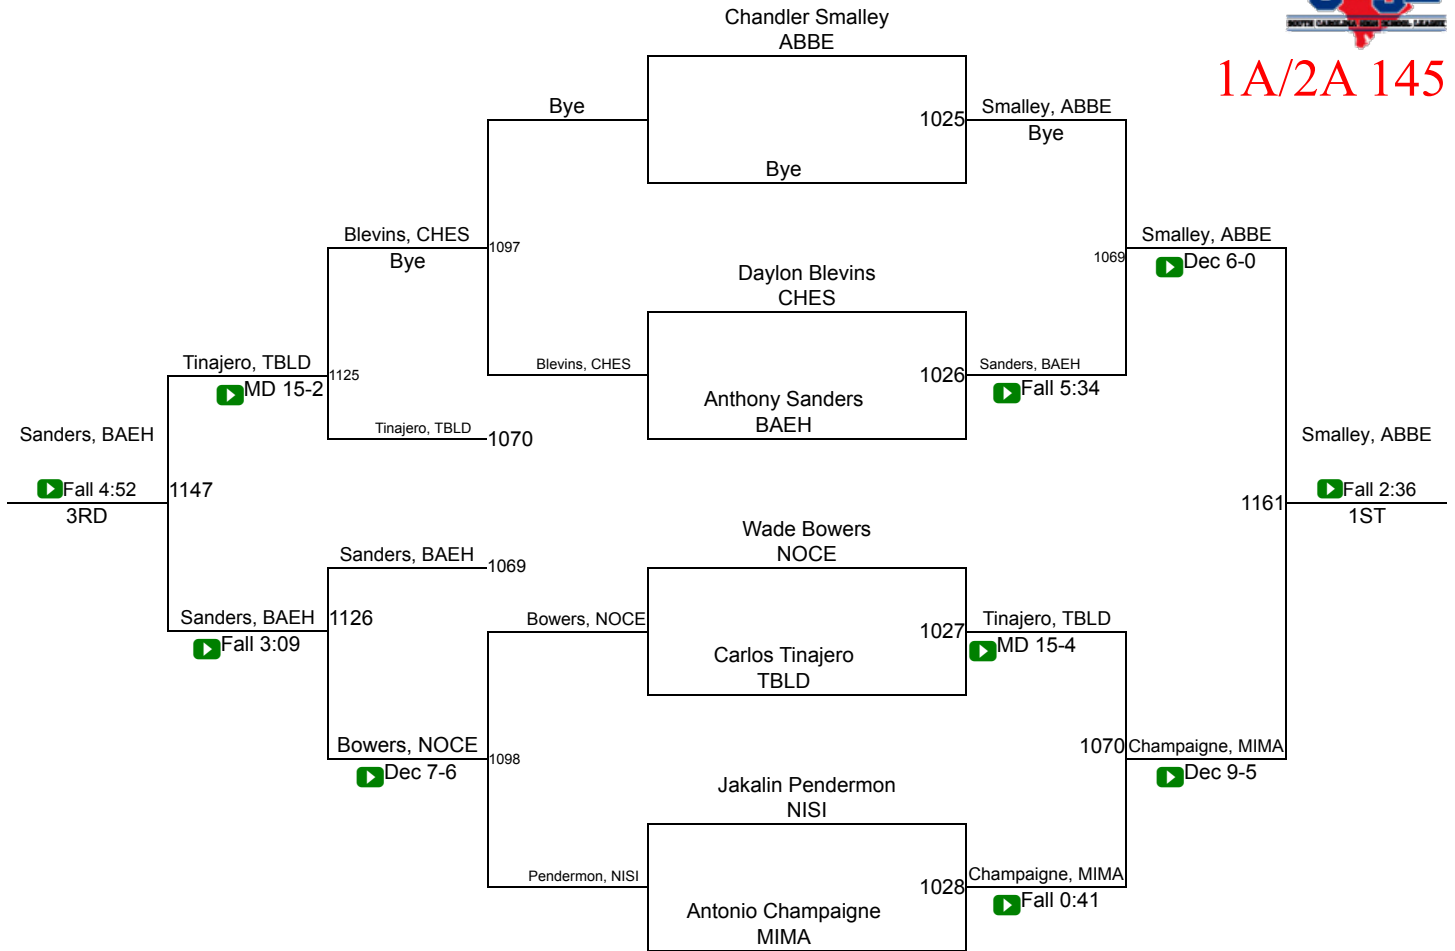 SOUTH CAROLINA HIGH SCHOOL LEAGUE
1A/2A 145
Chandler Smalley
ABBE
Bye
1025
Smalley, ABBE
Bye
Bye
Blevins, CHES
Bye
1097
Smalley, ABBE
Dec 6-0
1069
Daylon Blevins
CHES
Tinajero, TBLD
MD 15-2
1125
Blevins, CHES
1026
Sanders, BAEH
Fall 5:34
Anthony Sanders
BAEH
Tinajero, TBLD
1070
Sanders, BAEH
Fall 4:52
3RD
1147
Smalley, ABBE
Fall 2:36
1ST
1161
Wade Bowers
NOCE
Sanders, BAEH
1069
Sanders, BAEH
Fall 3:09
1126
Bowers, NOCE
1027
Tinajero, TBLD
MD 15-4
Carlos Tinajero
TBLD
Bowers, NOCE
Dec 7-6
1098
1070
Champaigne, MIMA
Dec 9-5
Jakalin Pendermon
NISI
Pendermon, NISI
1028
Champaigne, MIMA
Fall 0:41
Antonio Champaigne
MIMA